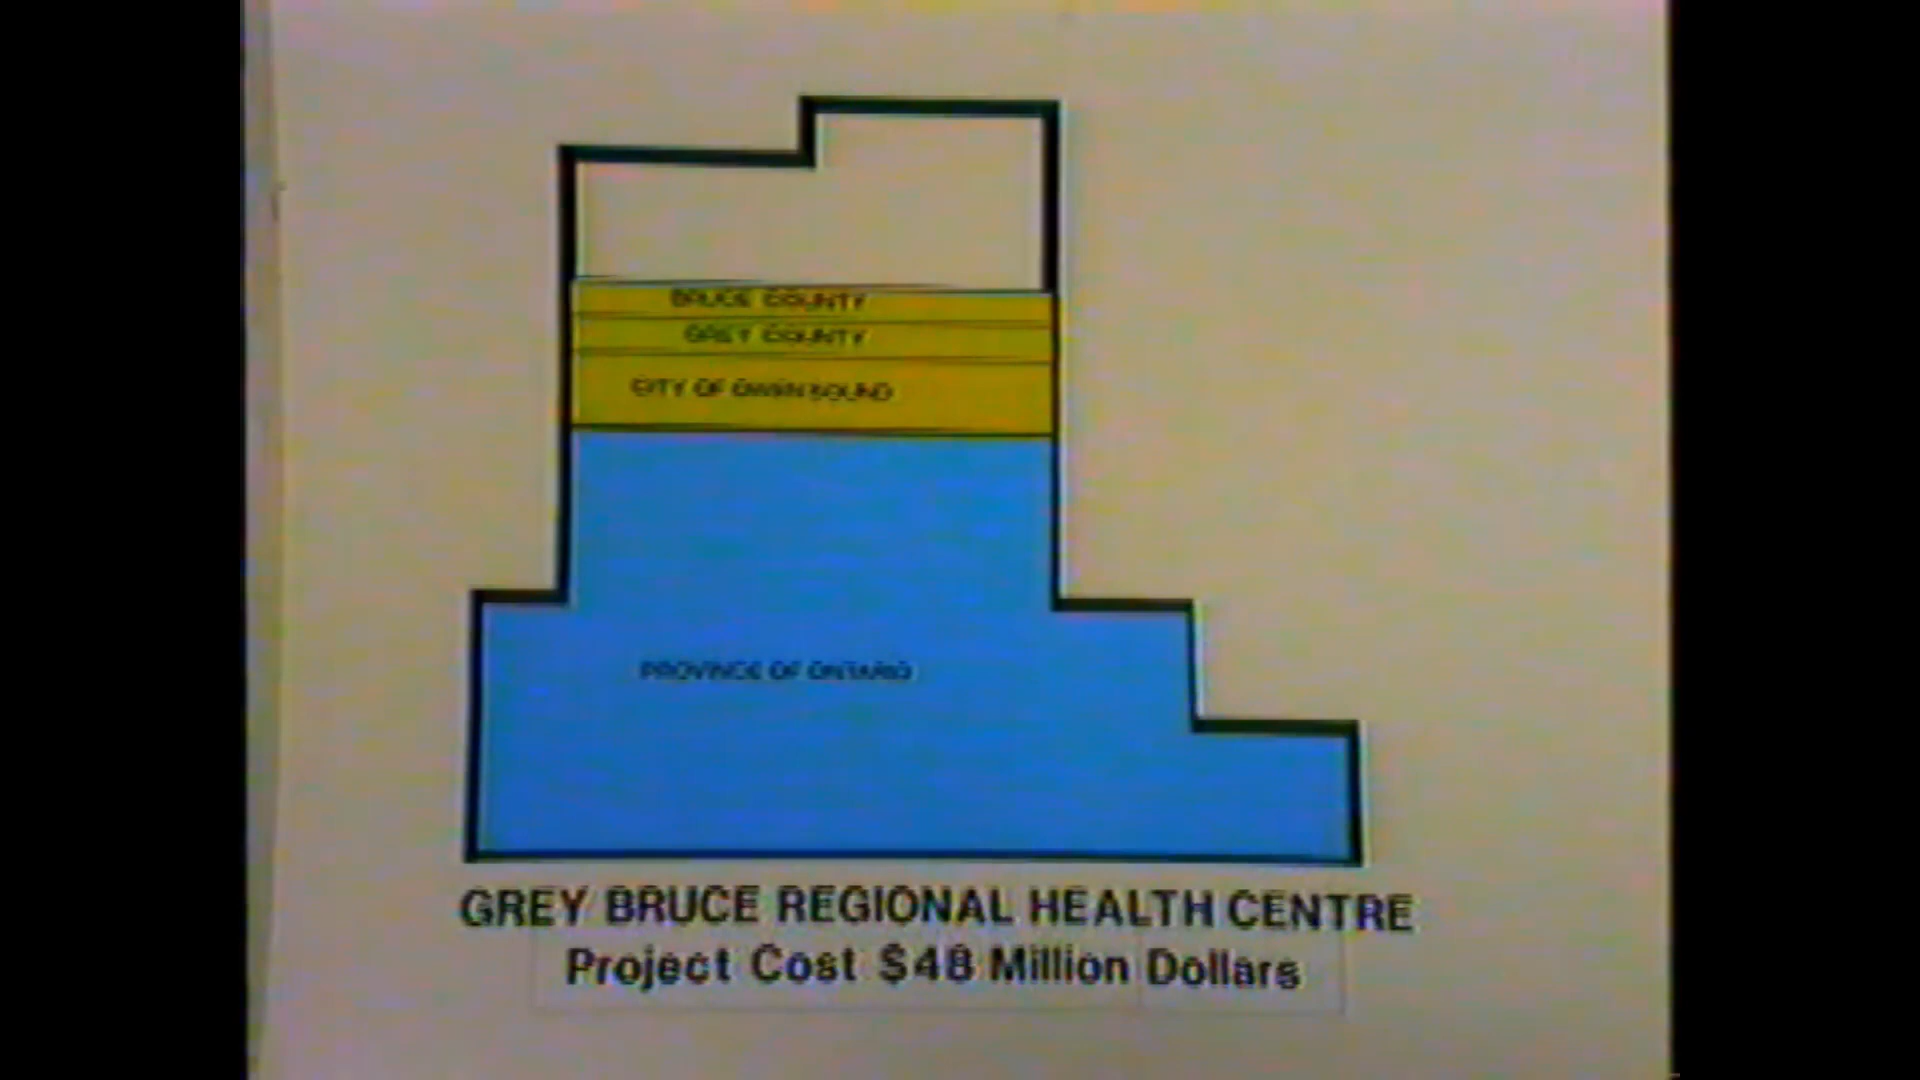 BRUCE COUNTY
GREY COUNTY
CITY OF OWEN SOUND
PROVINCE OF ONTARIO
GREY BRUCE REGIONAL HEALTH CENTRE
Project Cost $48 Million Dollars